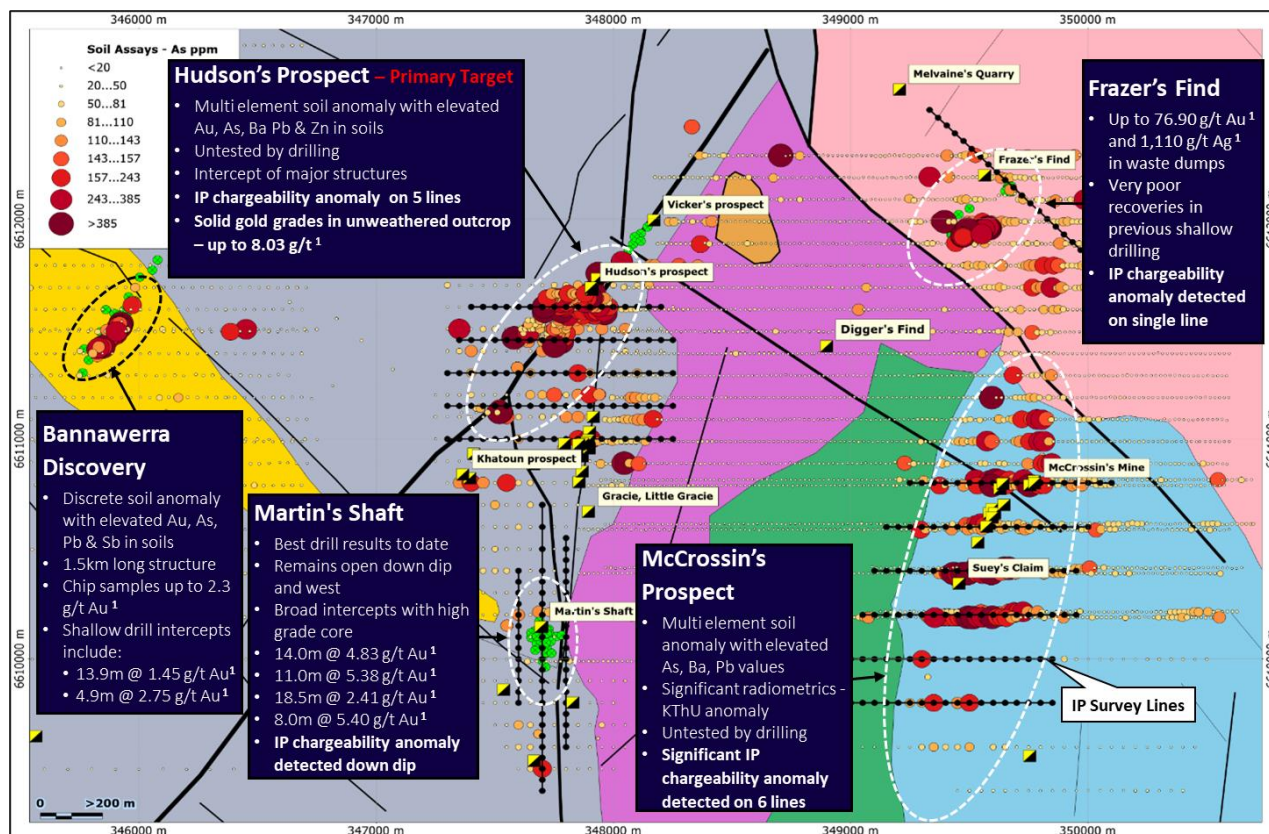 346000 m
347000 m
348000 m
349000 m
350000 m
Soil Assays - As ppm
<20
20...50
50...81
81...110
110...143
143...157
157...243
243...385
>385
Hudson's Prospect – Primary Target
• Multi element soil anomaly with elevated
Au, As, Ba Pb & Zn in soils
• Untested by drilling
• Intercept of major structures
• IP chargeability anomaly on 5 lines
• Solid gold grades in unweathered outcrop
– up to 8.03 g/t ¹
Melvaine's Quarry
Frazer's Find
Vicker's prospect
Hudson's prospect
Digger's Find
Frazer's Find
• Up to 76.90 g/t Au ¹
and 1,110 g/t Ag ¹
in waste dumps
• Very poor
recoveries in
previous shallow
drilling
• IP chargeability
anomaly detected
on single line
6612000 m
6612000 m
Bannawerra
Discovery
• Discrete soil anomaly
with elevated Au, As,
Pb & Sb in soils
• 1.5km long structure
• Chip samples up to 2.3
g/t Au ¹
• Shallow drill intercepts
include:
• 13.9m @ 1.45 g/t Au ¹
• 4.9m @ 2.75 g/t Au ¹
Khatoun prospect
Gracie, Little Gracie
McCrossin's Mine
Suey's Claim
Martin's Shaft
6611000 m
6611000 m
Martin's Shaft
• Best drill results to date
• Remains open down dip
and west
• Broad intercepts with high
grade core
• 14.0m @ 4.83 g/t Au ¹
• 11.0m @ 5.38 g/t Au ¹
• 18.5m @ 2.41 g/t Au ¹
• 8.0m @ 5.40 g/t Au ¹
• IP chargeability anomaly
detected down dip
McCrossin's
Prospect
• Multi element soil
anomaly with elevated
As, Ba, Pb values
• Significant radiometrics -
KThU anomaly
• Untested by drilling
• Significant IP
chargeability anomaly
detected on 6 lines
IP Survey Lines
6610000 m
6610000 m
0 >200 m
346000 m
347000 m
348000 m
349000 m
350000 m